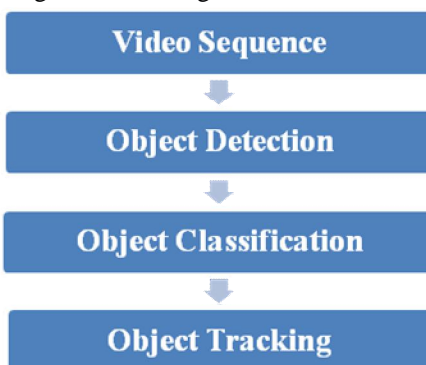 Video Sequence
Object Detection
Object Classification
Object Tracking